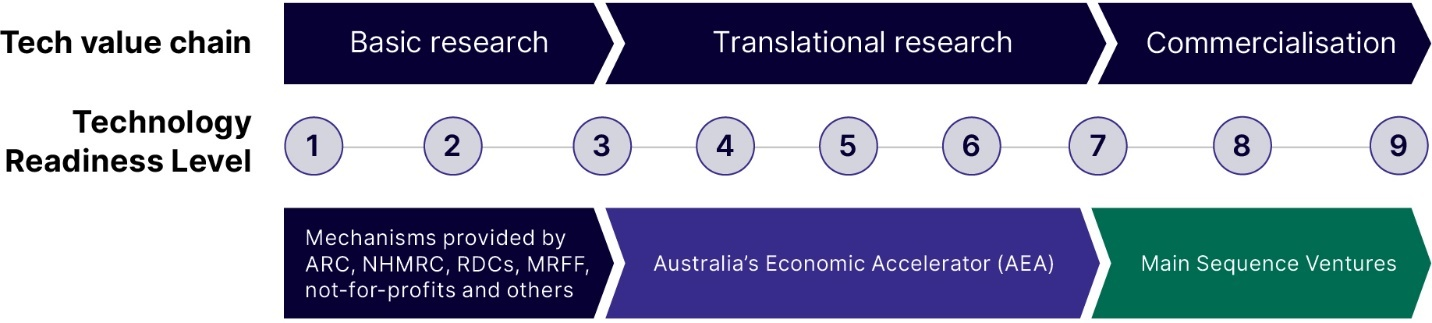 Tech value chain
Basic research
Translational research
Commercialisation
Technology
Readiness Level
1
2
3
4
5
6
7
8
9
Mechanisms provided by
ARC, NHMRC, RDCs, MRFF,
not-for-profits and others
Australia’s Economic Accelerator (AEA)
Main Sequence Ventures